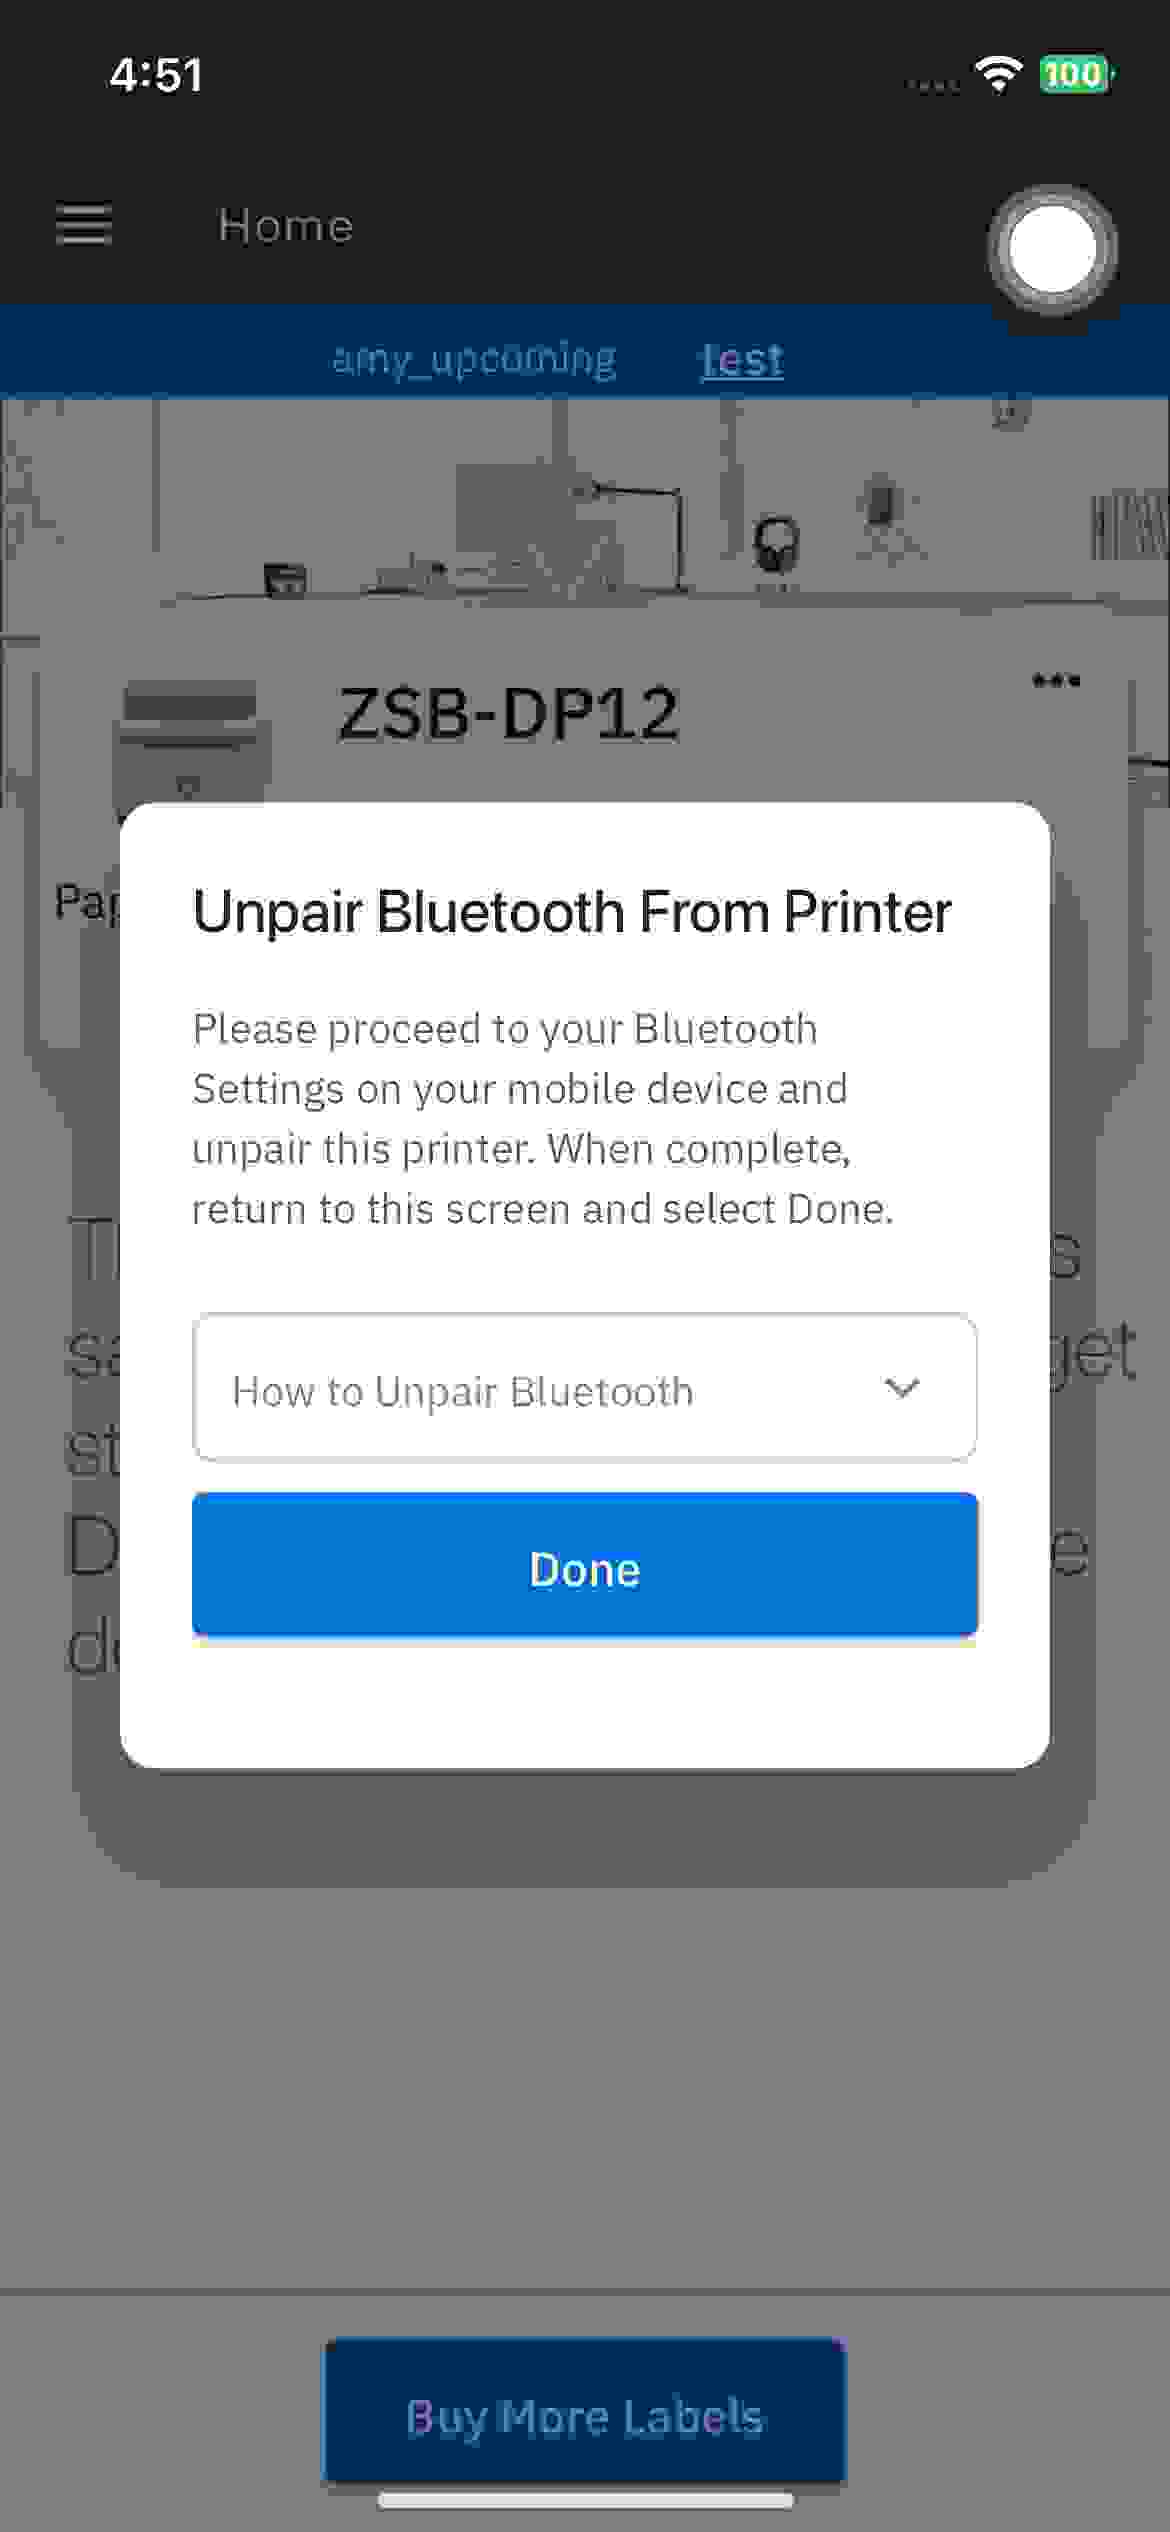 4:51
100
Home
amy_upcoming test
ZSB-DP12
Unpair Bluetooth From Printer
Please proceed to your Bluetooth
Settings on your mobile device and
unpair this printer. When complete,
return to this screen and select Done.
How to Unpair Bluetooth
Done
get
Buy More Labels